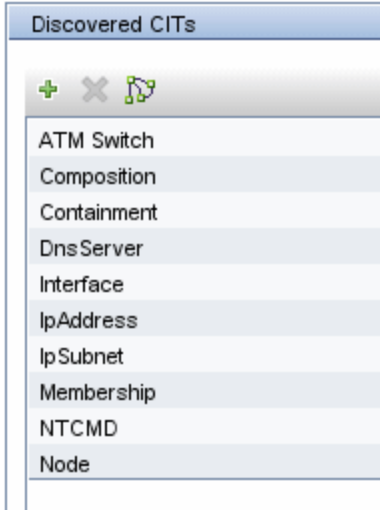 Discovered CITs
ATM Switch
Composition
Containment
DnsServer
Interface
IpAddress
IpSubnet
Membership
NTCMD
Node